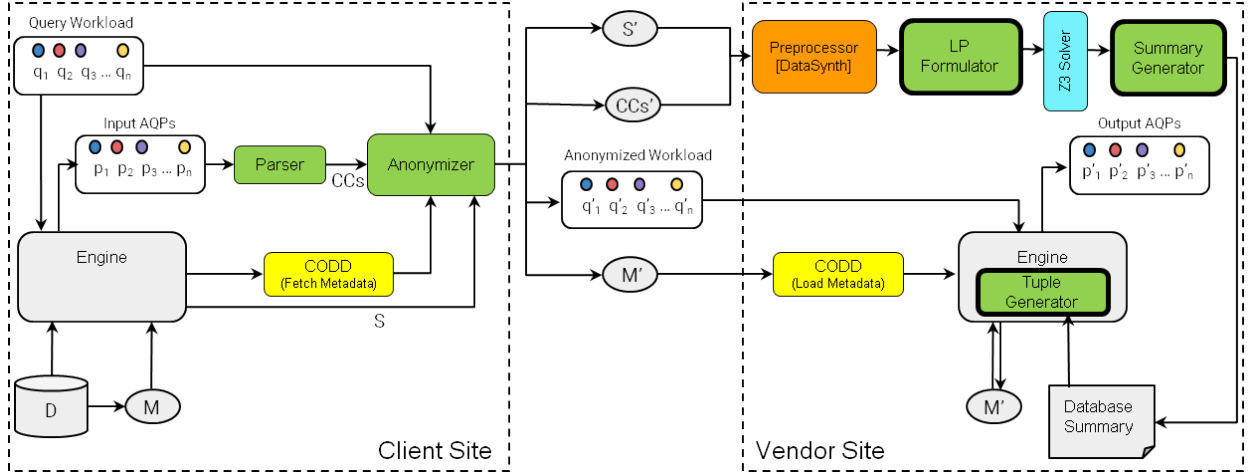 Query Workload
q1 q2 q3 ... qn
Input AQPs
p1 p2 p3 ... pn
Parser
CCs
Anonymizer
Engine
CODD
(Fetch Metadata)
S
D
M
Client Site
S'
CCs'
Anonymized Workload
q'1 q'2 q'3 ... q'n
M'
Preprocessor
[DataSynth]
LP
Formulator
Z3 Solver
Summary
Generator
Output AQPs
p'1 p'2 p'3 ... p'n
CODD
(Load Metadata)
Engine
Tuple
Generator
M'
Database
Summary
Vendor Site